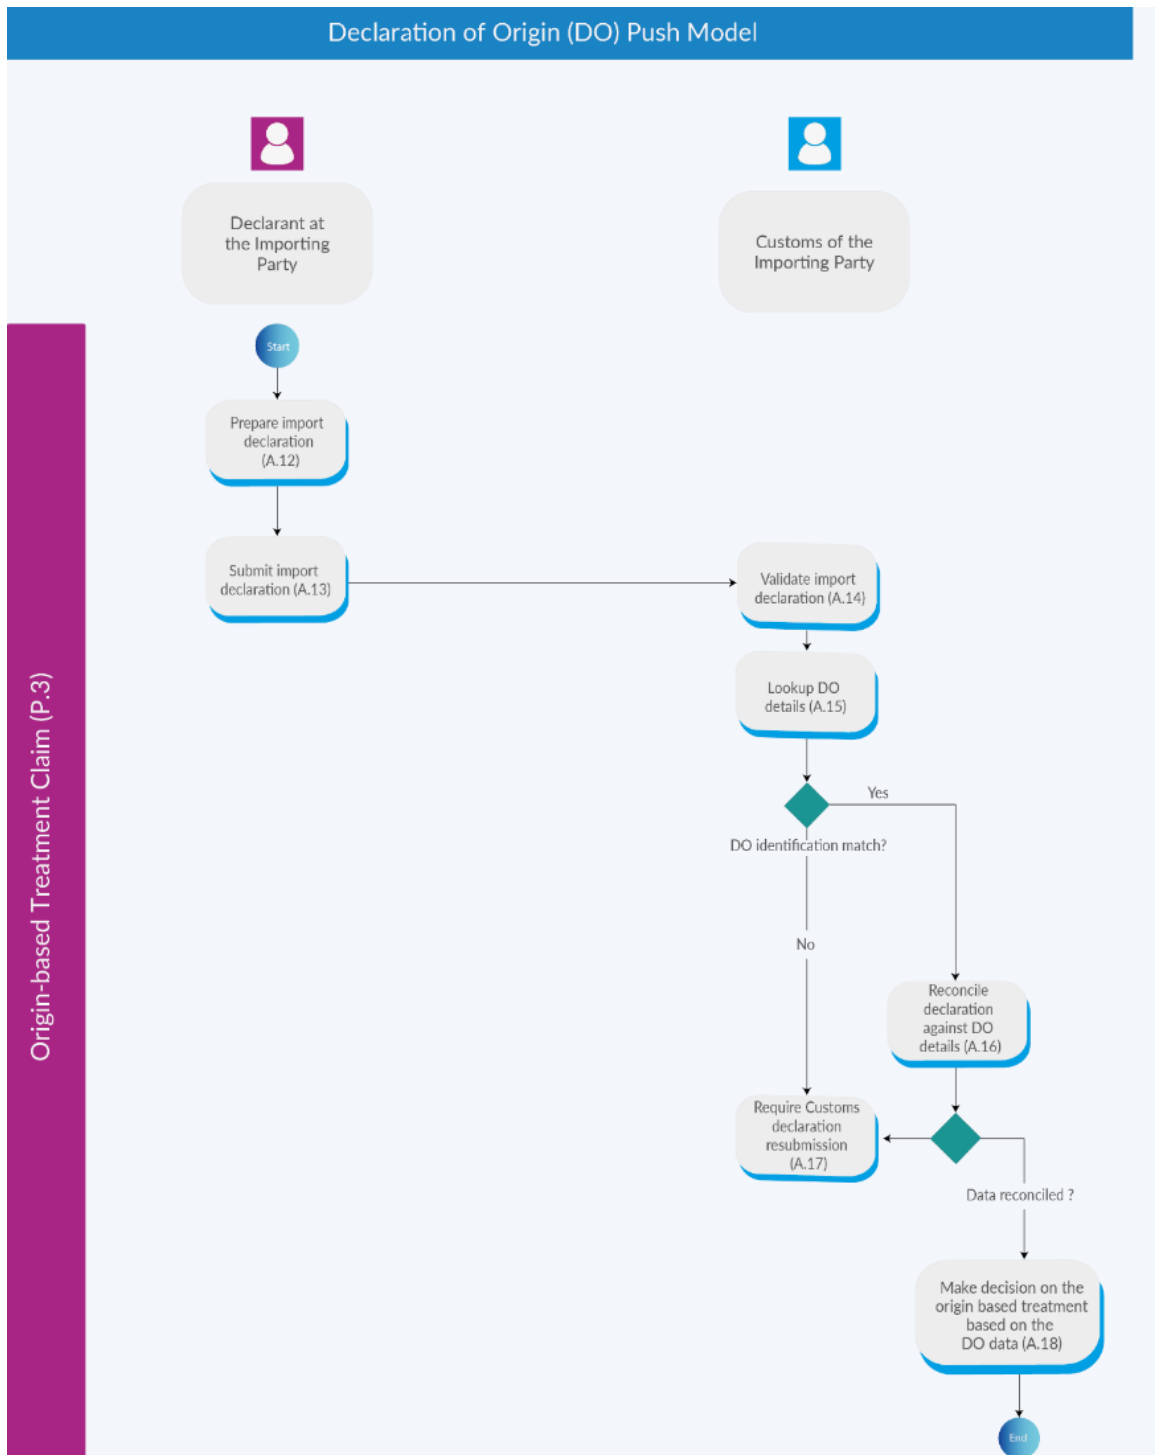 Declaration of Origin (DO) Push Model
Declarant at
the Importing
Party
Customs of the
Importing Party
Origin-based Treatment Claim (P.3)
Start
Prepare import
declaration
(A.12)
Submit import
declaration (A.13)
Validate import
declaration (A.14)
Lookup DO
details (A.15)
Yes
DO identification match?
No
Reconcile
declaration
against DO
details (A.16)
Require Customs
declaration
resubmission
(A.17)
Data reconciled ?
Make decision on the
origin based treatment
based on the
DO data (A.18)
End